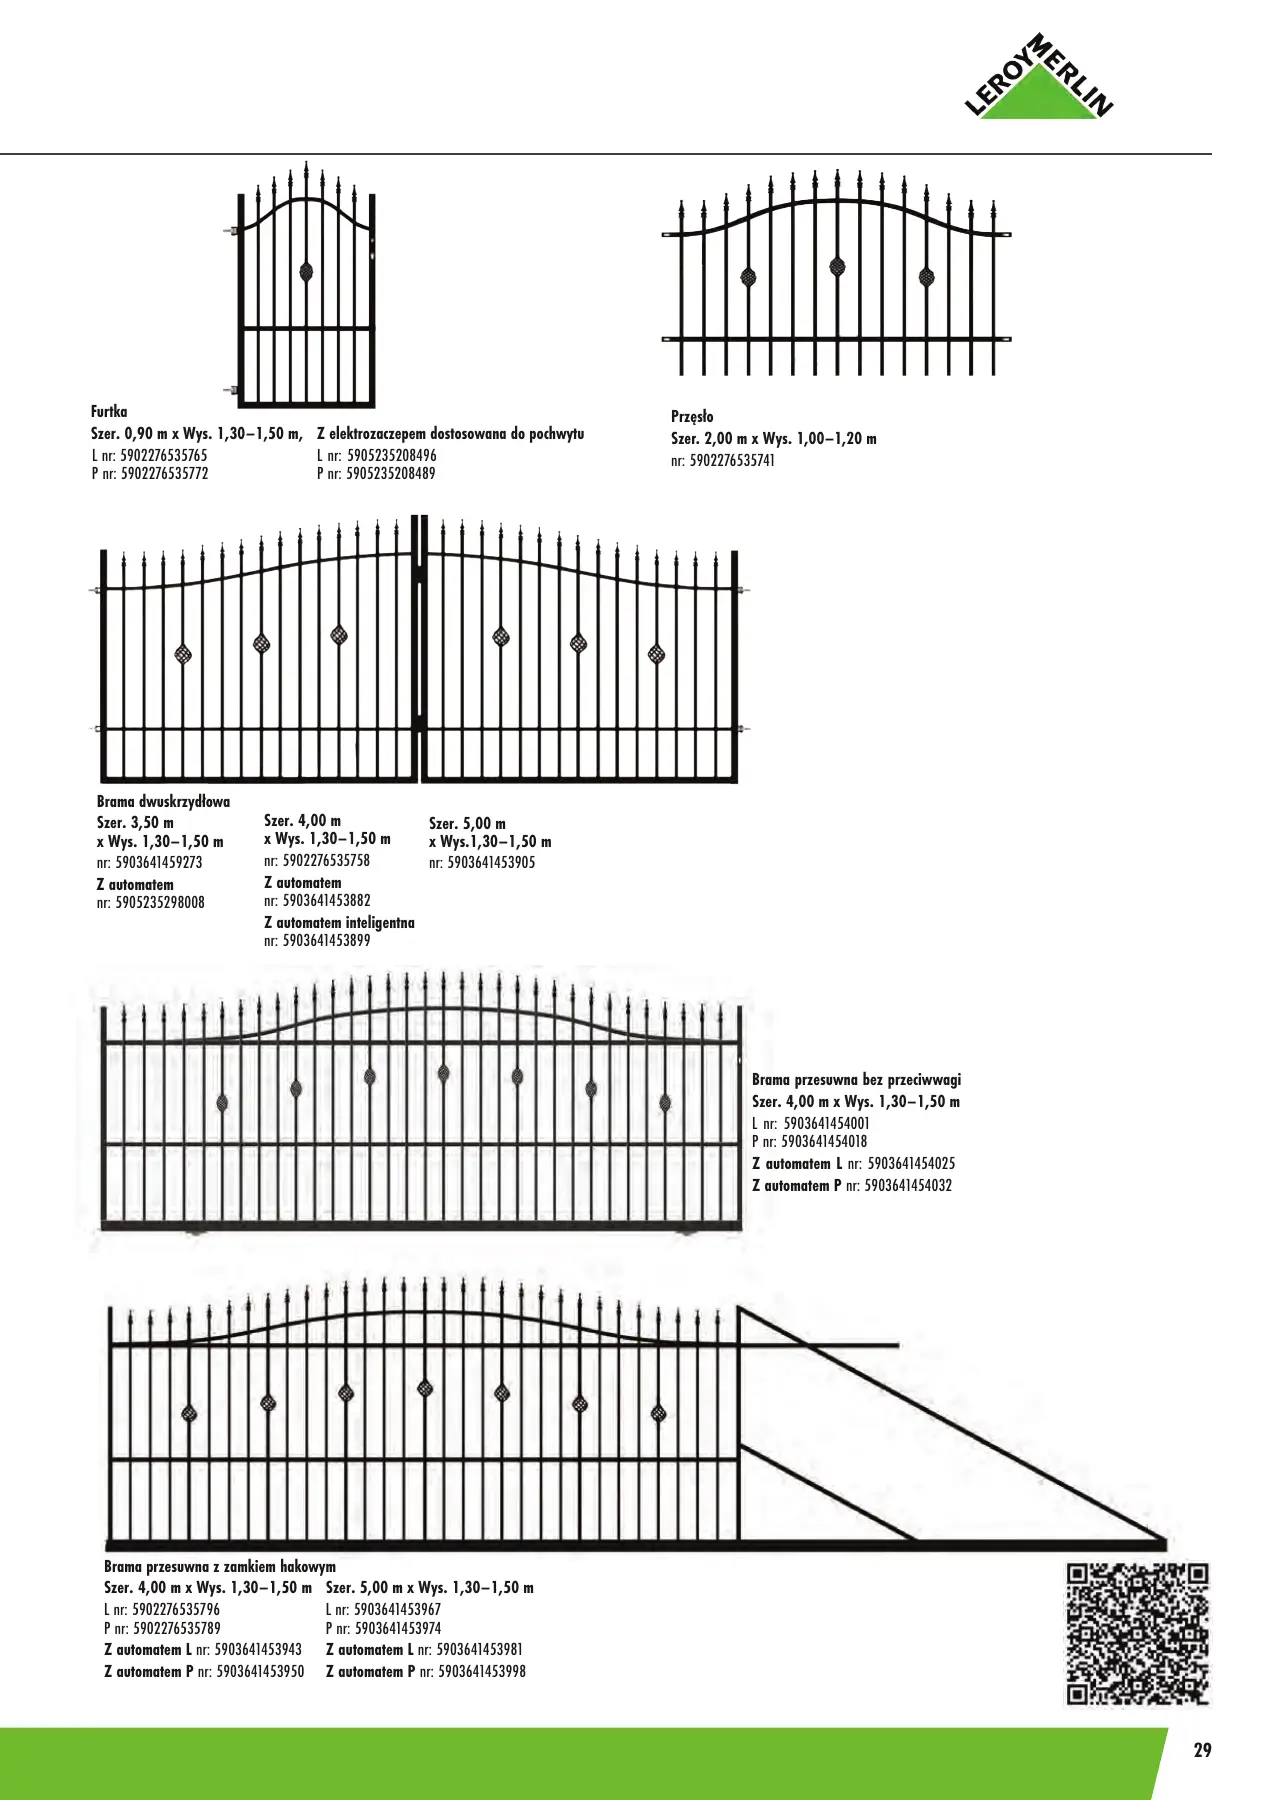 LEROY MERLIN
Furtka
Szer. 0,90 m x Wys. 1,30–1,50 m,
L nr: 5902276535765
P nr: 5902276535772
Z elektrozaczepem dostosowana do pochwytu
L nr: 5905235208496
P nr: 5905235208489
Przęsło
Szer. 2,00 m x Wys. 1,00–1,20 m
nr: 5902276535741
Brama dwuskrzydłowa
Szer. 3,50 m
x Wys. 1,30–1,50 m
nr: 5903641459273
Z automatem
nr: 5905235298008
Szer. 4,00 m
x Wys. 1,30–1,50 m
nr: 5902276535758
Z automatem
nr: 5903641453882
Z automatem inteligentna
nr: 5903641453899
Szer. 5,00 m
x Wys.1,30–1,50 m
nr: 5903641453905
Brama przesuwna bez przeciwwagi
Szer. 4,00 m x Wys. 1,30–1,50 m
L nr: 5903641454001
P nr: 5903641454018
Z automatem L nr: 5903641454025
Z automatem P nr: 5903641454032
Brama przesuwna z zamkiem hakowym
Szer. 4,00 m x Wys. 1,30–1,50 m
L nr: 5902276535796
P nr: 5902276535789
Z automatem L nr: 5903641453943
Z automatem P nr: 5903641453950
Szer. 5,00 m x Wys. 1,30–1,50 m
L nr: 5903641453967
P nr: 5903641453974
Z automatem L nr: 5903641453981
Z automatem P nr: 5903641453998
29